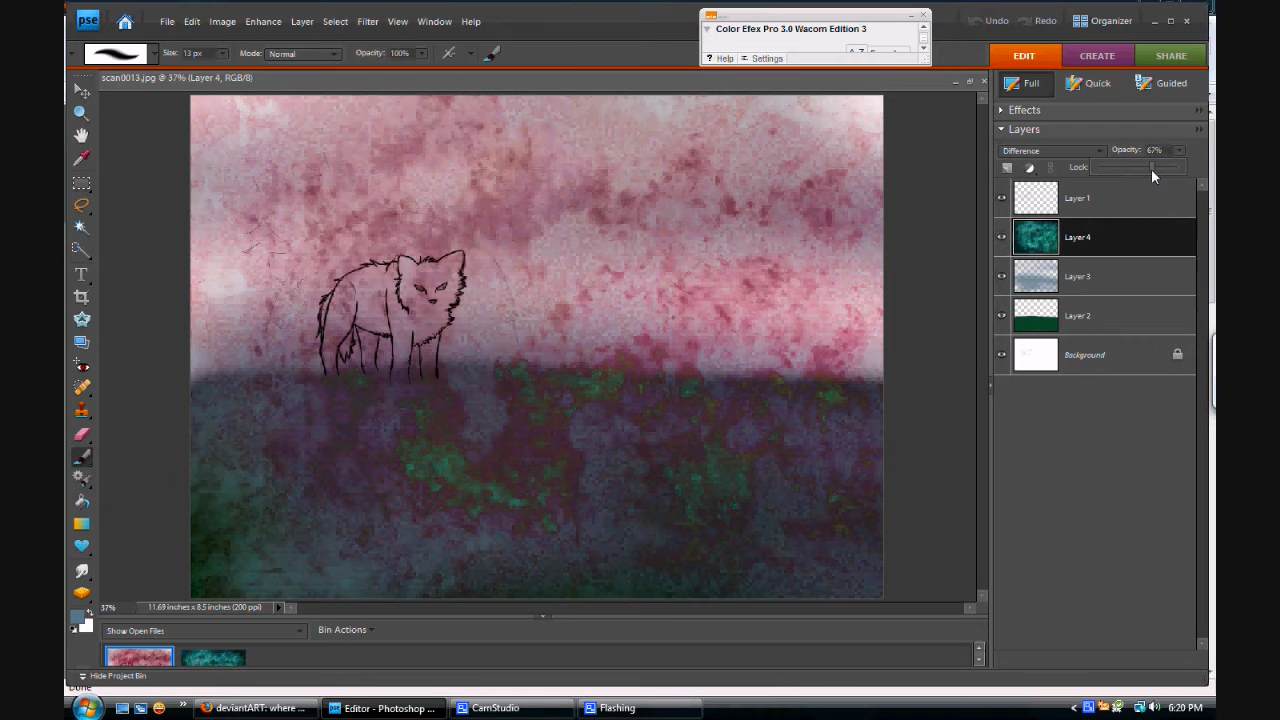 pse File Edit Image Enhance Layer Select Filter View Window Help
Color Efex Pro 3.0 Wacom Edition 3
? Help Settings
Undo Redo Organizer
Size: 13 px Mode: Normal Opacity: 100%
EDIT CREATE SHARE
scan0013.jpg @ 37% (Layer 4, RGB/8)
Full Quick Guided
Effects
Layers
Difference Opacity: 67%
Lock:
Layer 1
Layer 4
Layer 3
Layer 2
Background
37% 11.69 inches x 8.5 inches (200 ppi)
Show Open Files Bin Actions
Hide Project Bin
Done
deviantART: where ... pse Editor - Photoshop ... CamStudio Flashing 6:20 PM